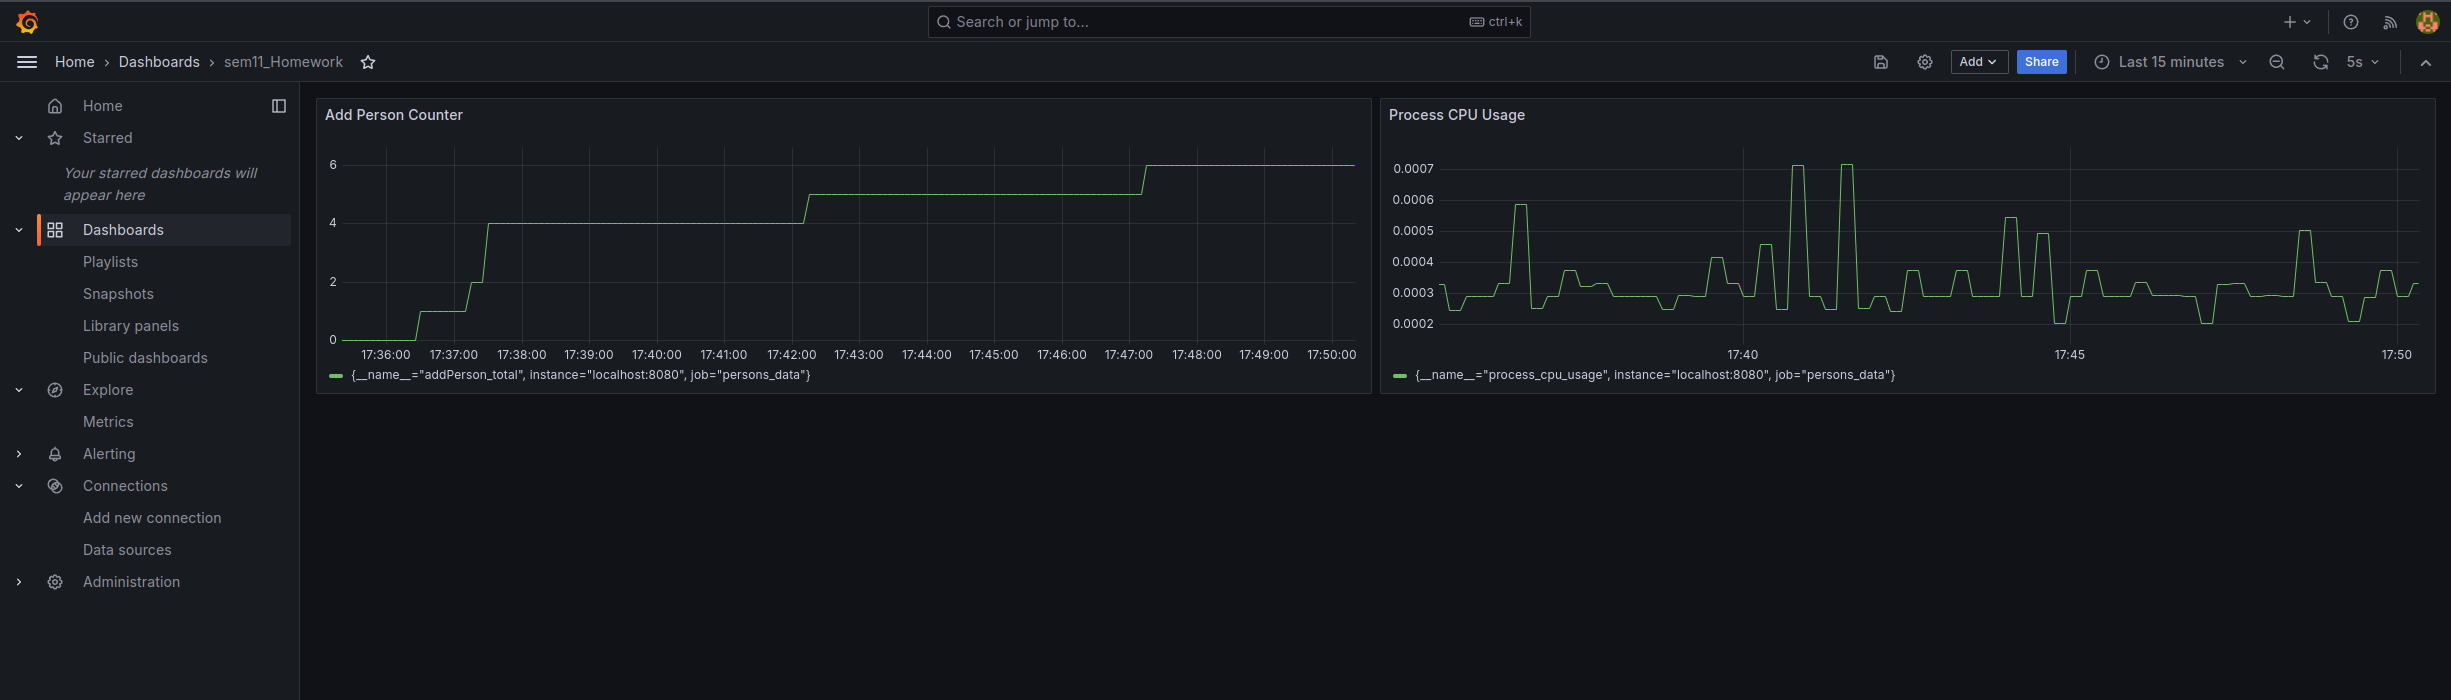 Search or jump to...
ctrl+k
Home › Dashboards › sem11_Homework
Add
Share
Last 15 minutes
5s
Home
Starred
Your starred dashboards will
appear here
Dashboards
Playlists
Snapshots
Library panels
Public dashboards
Explore
Metrics
Alerting
Connections
Add new connection
Data sources
Administration
Add Person Counter
6
4
2
0
17:36:00 17:37:00 17:38:00 17:39:00 17:40:00 17:41:00 17:42:00 17:43:00 17:44:00 17:45:00 17:46:00 17:47:00 17:48:00 17:49:00 17:50:00
{__name__="addPerson_total", instance="localhost:8080", job="persons_data"}
Process CPU Usage
0.0007
0.0006
0.0005
0.0004
0.0003
0.0002
17:40 17:45 17:50
{__name__="process_cpu_usage", instance="localhost:8080", job="persons_data"}